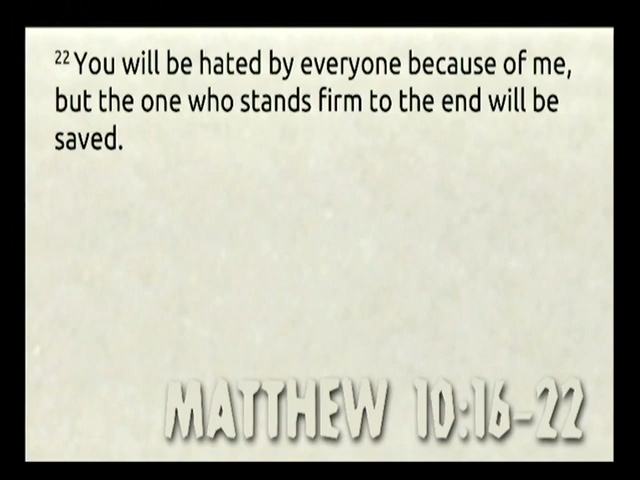 22 You will be hated by everyone because of me,
but the one who stands firm to the end will be
saved.
MATTHEW 10:16-22